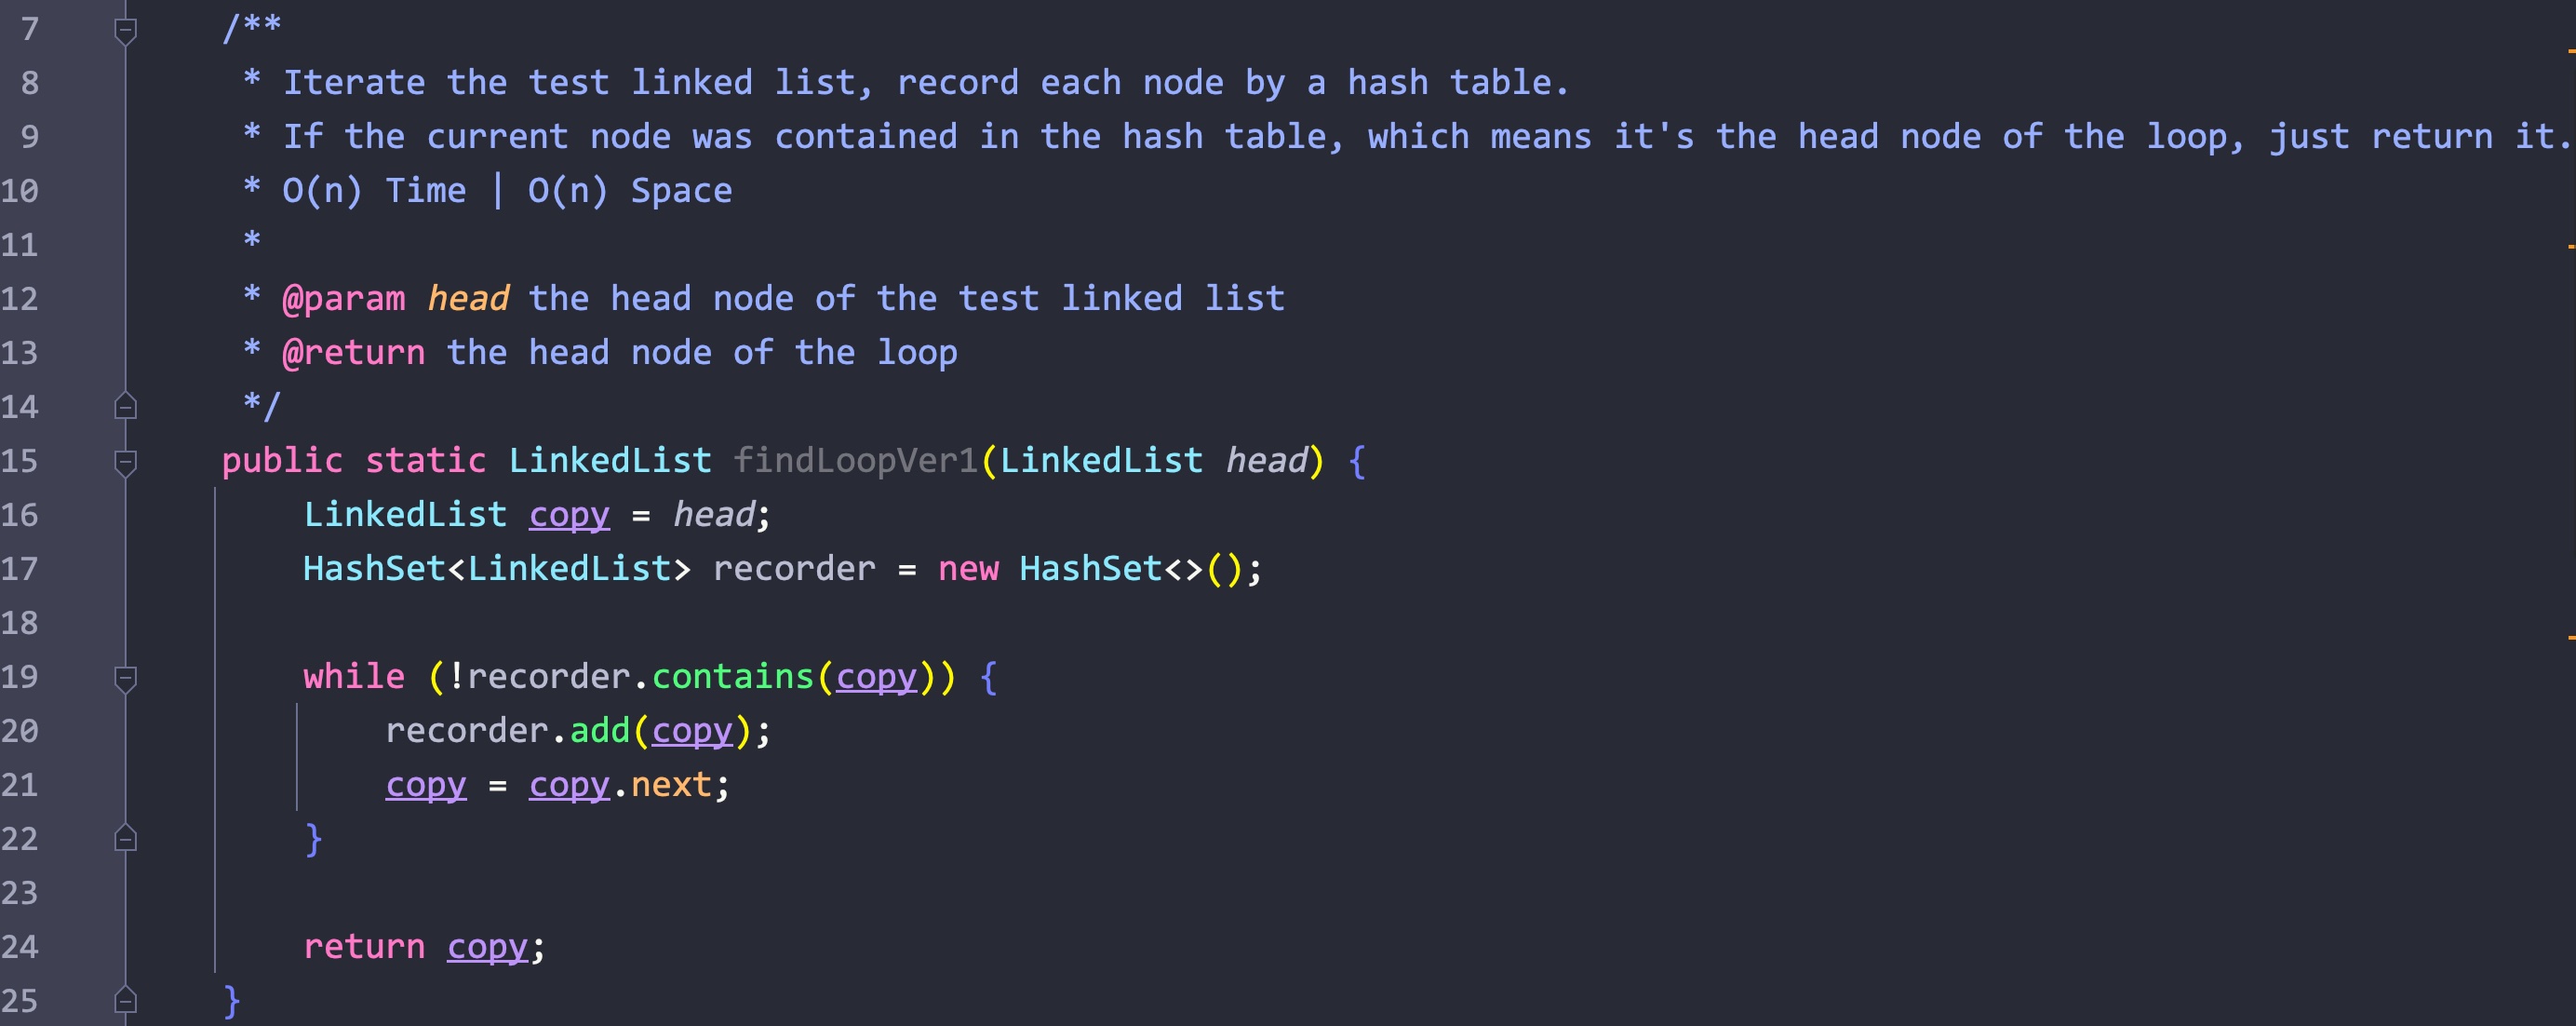 7 /**
8 * Iterate the test linked list, record each node by a hash table.
9 * If the current node was contained in the hash table, which means it's the head node of the loop, just return it.
10 * O(n) Time | O(n) Space
11 *
12 * @param head the head node of the test linked list
13 * @return the head node of the loop
14 */
15 public static LinkedList findLoopVer1(LinkedList head) {
16 LinkedList copy = head;
17 HashSet<LinkedList> recorder = new HashSet<>();
18
19 while (!recorder.contains(copy)) {
20 recorder.add(copy);
21 copy = copy.next;
22 }
23
24 return copy;
25 }